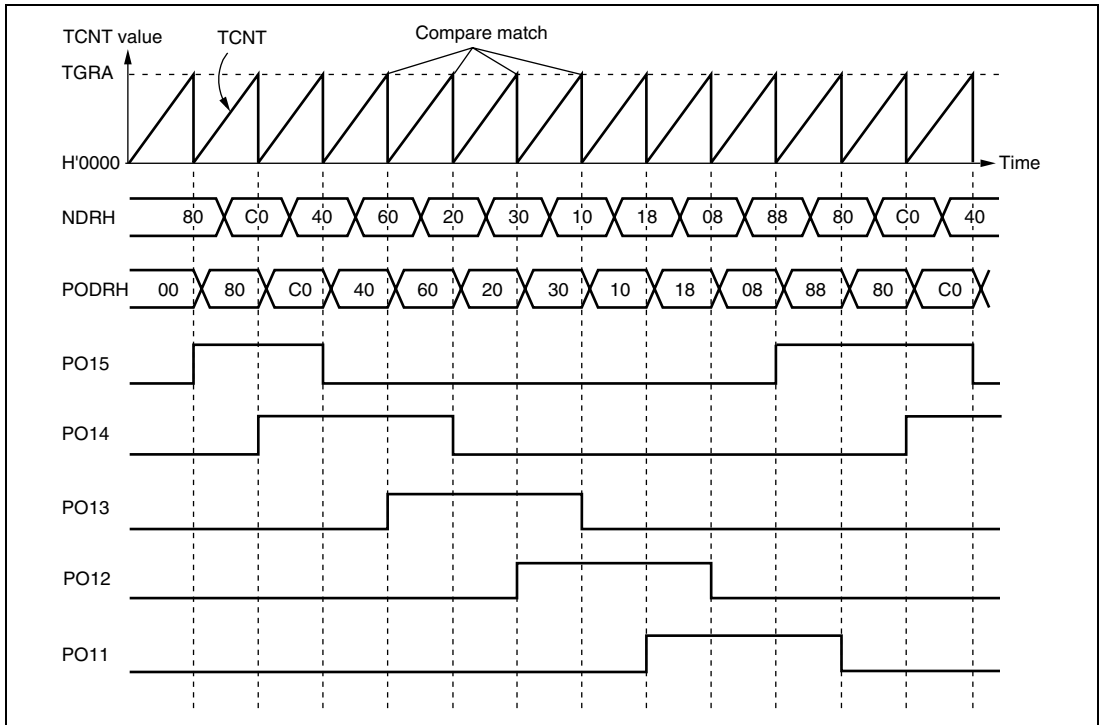 TCNT value
TCNT
Compare match
TGRA
H'0000
Time
NDRH 80 C0 40 60 20 30 10 18 08 88 80 C0 40
PODRH 00 80 C0 40 60 20 30 10 18 08 88 80 C0
PO15
PO14
PO13
PO12
PO11